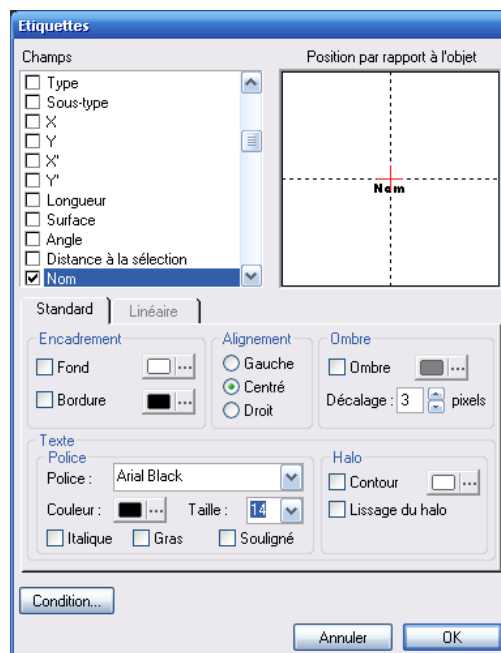 Etiquettes
Champs
Position par rapport à l'objet
Type
Sous-type
X
Y
X'
Y'
Longueur
Surface
Angle
Distance à la sélection
Nom
Nom
Standard
Linéaire
Encadrement
Fond
...
Bordure
...
Alignement
Gauche
Centré
Droit
Ombre
Ombre
...
Décalage : 3 pixels
Texte
Police
Police : Arial Black
Couleur : ... Taille : 14
Italique Gras Souligné
Halo
Contour ...
Lissage du halo
Condition...
Annuler OK